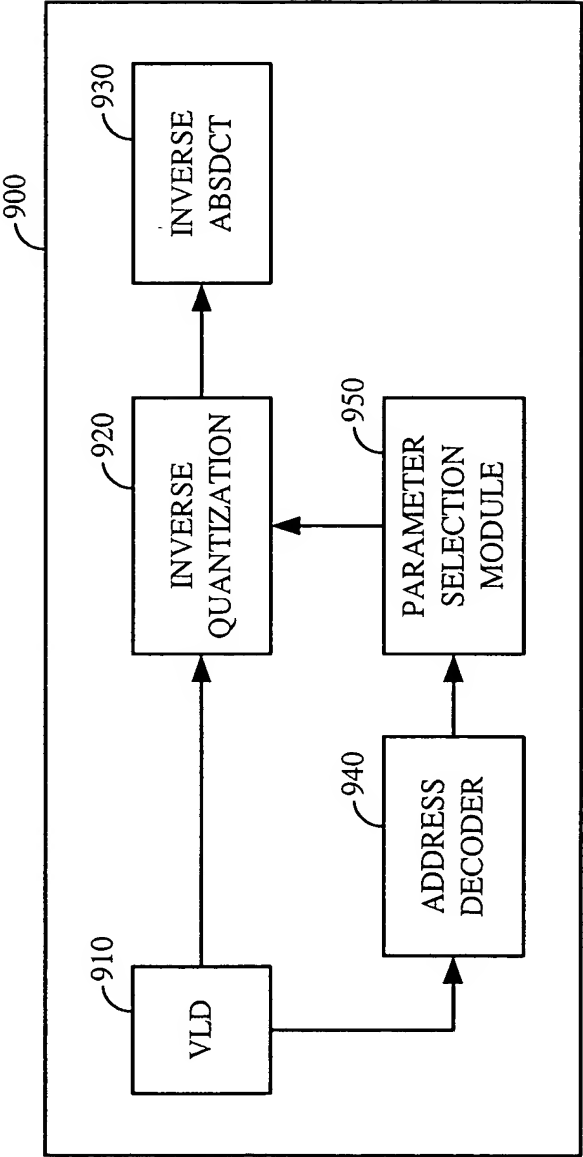 900
910
VLD
920
INVERSE
QUANTIZATION
930
INVERSE
ABSDCT
940
ADDRESS
DECODER
950
PARAMETER
SELECTION
MODULE